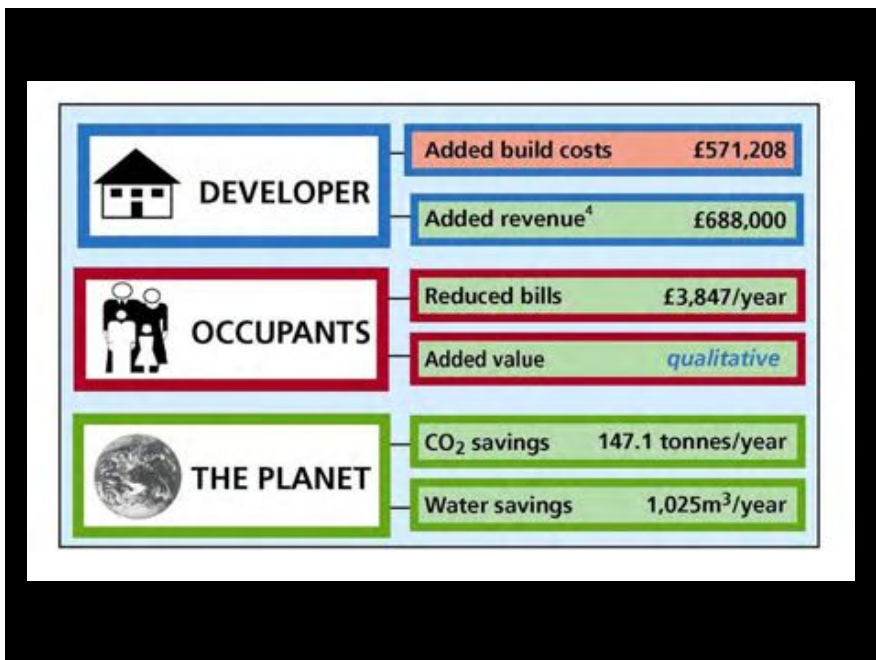 DEVELOPER
Added build costs £571,208
Added revenue⁴ £688,000
OCCUPANTS
Reduced bills £3,847/year
Added value qualitative
THE PLANET
CO₂ savings 147.1 tonnes/year
Water savings 1,025m³/year